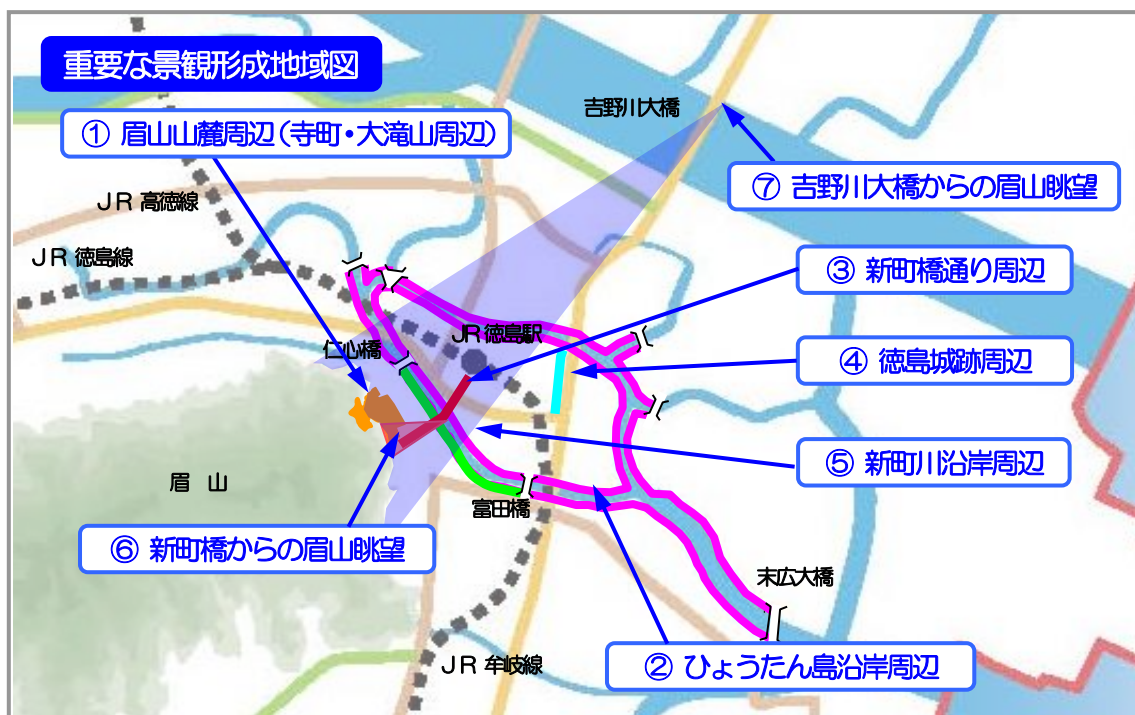 重要な景観形成地域図
吉野川大橋
① 眉山山麓周辺(寺町・大滝山周辺)
⑦ 吉野川大橋からの眉山眺望
JR 高徳線
JR 徳島線
③ 新町橋通り周辺
JR 徳島駅
仁心橋
④ 徳島城跡周辺
⑤ 新町川沿岸周辺
眉 山
富田橋
⑥ 新町橋からの眉山眺望
末広大橋
JR 牟岐線
② ひょうたん島沿岸周辺